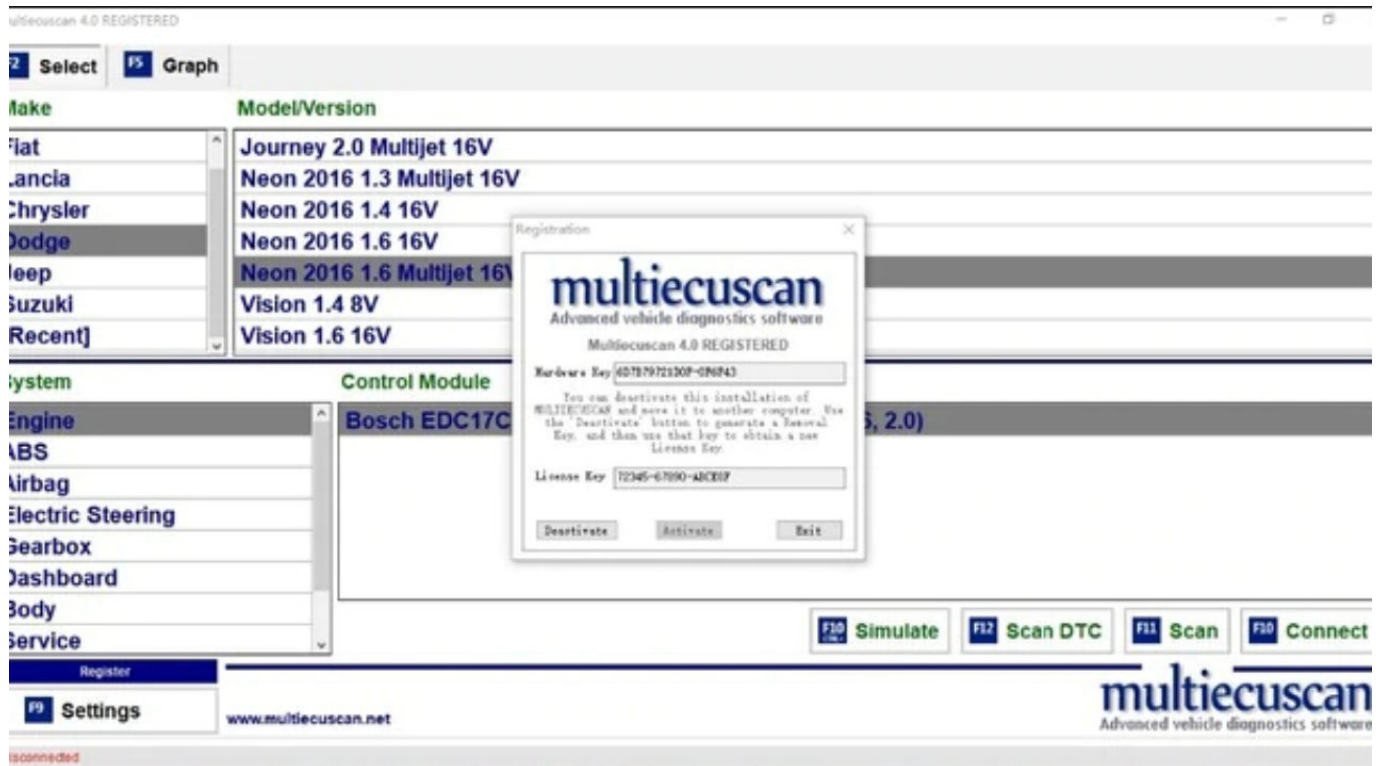 ultiecuscan 4.0 REGISTERED
F2 Select F5 Graph
Make Model/Version
Fiat
Lancia
Chrysler
Dodge
Jeep
Suzuki
Recent]
Journey 2.0 Multijet 16V
Neon 2016 1.3 Multijet 16V
Neon 2016 1.4 16V
Neon 2016 1.6 16V
Neon 2016 1.6 Multijet 16V
Vision 1.4 8V
Vision 1.6 16V
System
Engine
ABS
Airbag
Electric Steering
Gearbox
Dashboard
Body
Service
Control Module
Bosch EDC17C , 2.0)
Registration
multiecuscan
Advanced vehicle diagnostics software
Multiecuscan 4.0 REGISTERED
Hardware Key
You can deactivate this installation of
MULTIECUSCAN and move it to another computer. Use
the 'Deactivate' button to generate a Removal
Key, and then use that key to obtain a new
License Key.
License Key 72345-67890-ABCDEF
Deactivate Activate Exit
F10 Simulate F12 Scan DTC F11 Scan F10 Connect
Register
F9 Settings
www.multiecuscan.net
multiecuscan
Advanced vehicle diagnostics software
isconnected